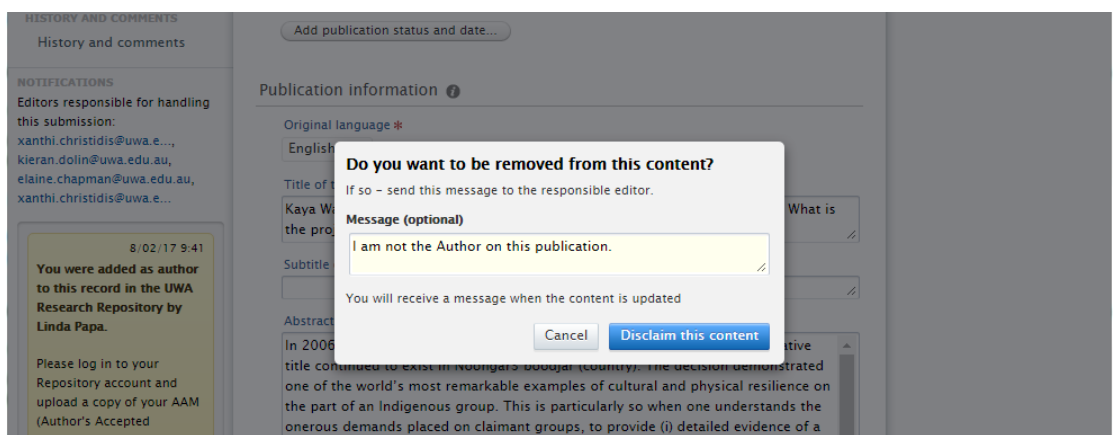 HISTORY AND COMMENTS
History and comments
NOTIFICATIONS
Editors responsible for handling
this submission:
xanthi.christidis@uwa.e...,
kieran.dolin@uwa.edu.au,
elaine.chapman@uwa.edu.au,
xanthi.christidis@uwa.e...
8/02/17 9:41
You were added as author
to this record in the UWA
Research Repository by
Linda Papa.
Please log in to your
Repository account and
upload a copy of your AAM
(Author's Accepted
Add publication status and date...
Publication information
Original language *
English
Title of
Kaya What is
the
Subtitle
Abstract
In 2006
title continued to exist in Noongar's boodjar (country). The decision demonstrated
one of the world's most remarkable examples of cultural and physical resilience on
the part of an Indigenous group. This is particularly so when one understands the
onerous demands placed on claimant groups, to provide (i) detailed evidence of a
Do you want to be removed from this content?
If so – send this message to the responsible editor.
Message (optional)
I am not the Author on this publication.
You will receive a message when the content is updated
Cancel
Disclaim this content